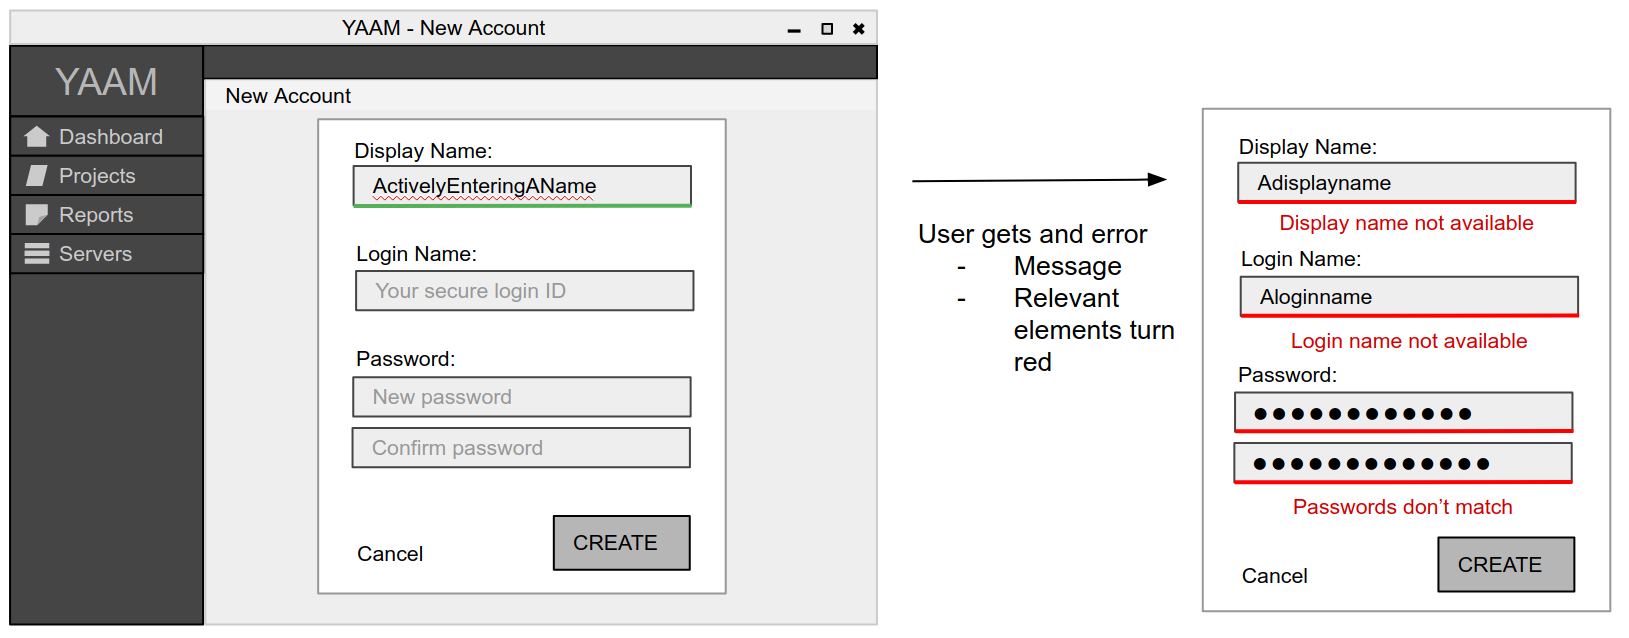 YAAM - New Account
YAAM
Dashboard
Projects
Reports
Servers
New Account
Display Name:
ActivelyEnteringAName
Login Name:
Your secure login ID
Password:
New password
Confirm password
Cancel
CREATE
User gets and error
- Message
- Relevant
elements turn
red
Display Name:
Adisplayname
Display name not available
Login Name:
Aloginname
Login name not available
Password:
●●●●●●●●●●●●
●●●●●●●●●●●●●
Passwords don’t match
Cancel
CREATE